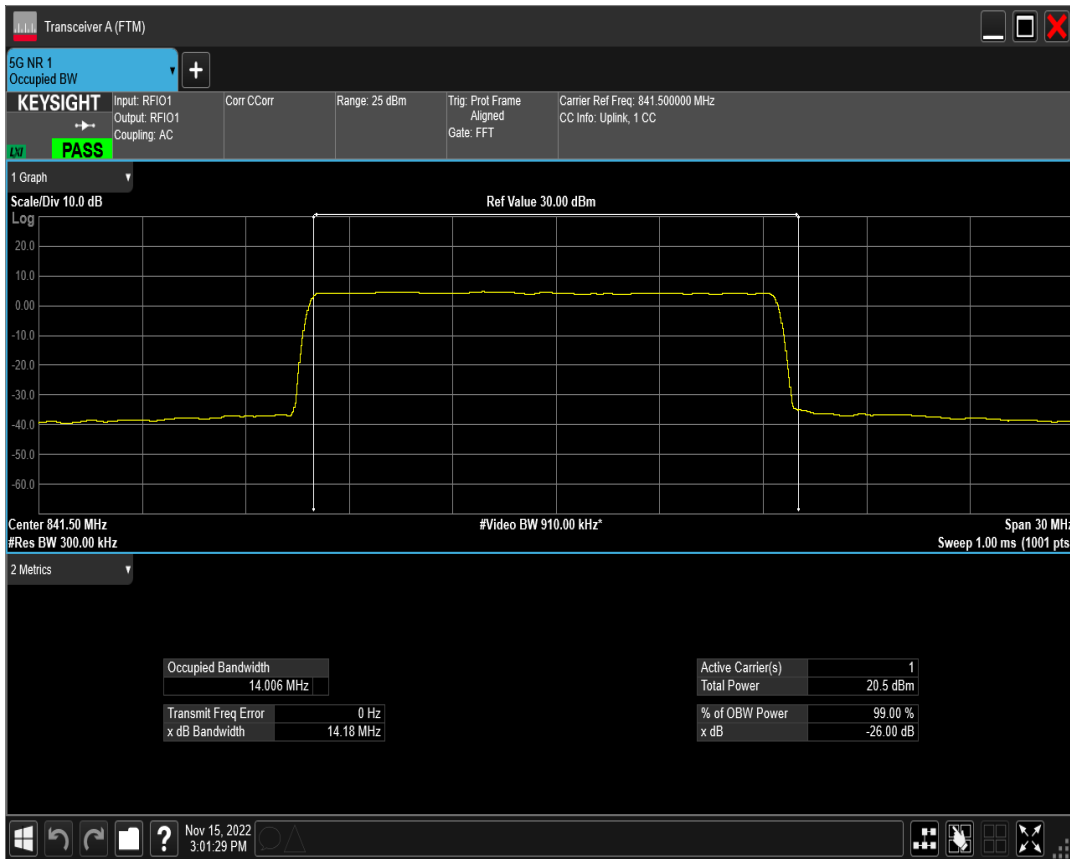 Transceiver A (FTM)
5G NR 1
Occupied BW
+
KEYSIGHT
LXI
PASS
Input: RFIO1
Output: RFIO1
Coupling: AC
Corr CCorr
Range: 25 dBm
Trig: Prot Frame
Aligned
Gate: FFT
Carrier Ref Freq: 841.500000 MHz
CC Info: Uplink, 1 CC
1 Graph
Scale/Div 10.0 dB
Ref Value 30.00 dBm
Log
20.0
10.0
0.00
-10.0
-20.0
-30.0
-40.0
-50.0
-60.0
Center 841.50 MHz
#Video BW 910.00 kHz*
Span 30 MHz
#Res BW 300.00 kHz
Sweep 1.00 ms (1001 pts
2 Metrics
Occupied Bandwidth
14.006 MHz
Transmit Freq Error 0 Hz
x dB Bandwidth 14.18 MHz
Active Carrier(s) 1
Total Power 20.5 dBm
% of OBW Power 99.00 %
x dB -26.00 dB
?
Nov 15, 2022
3:01:29 PM